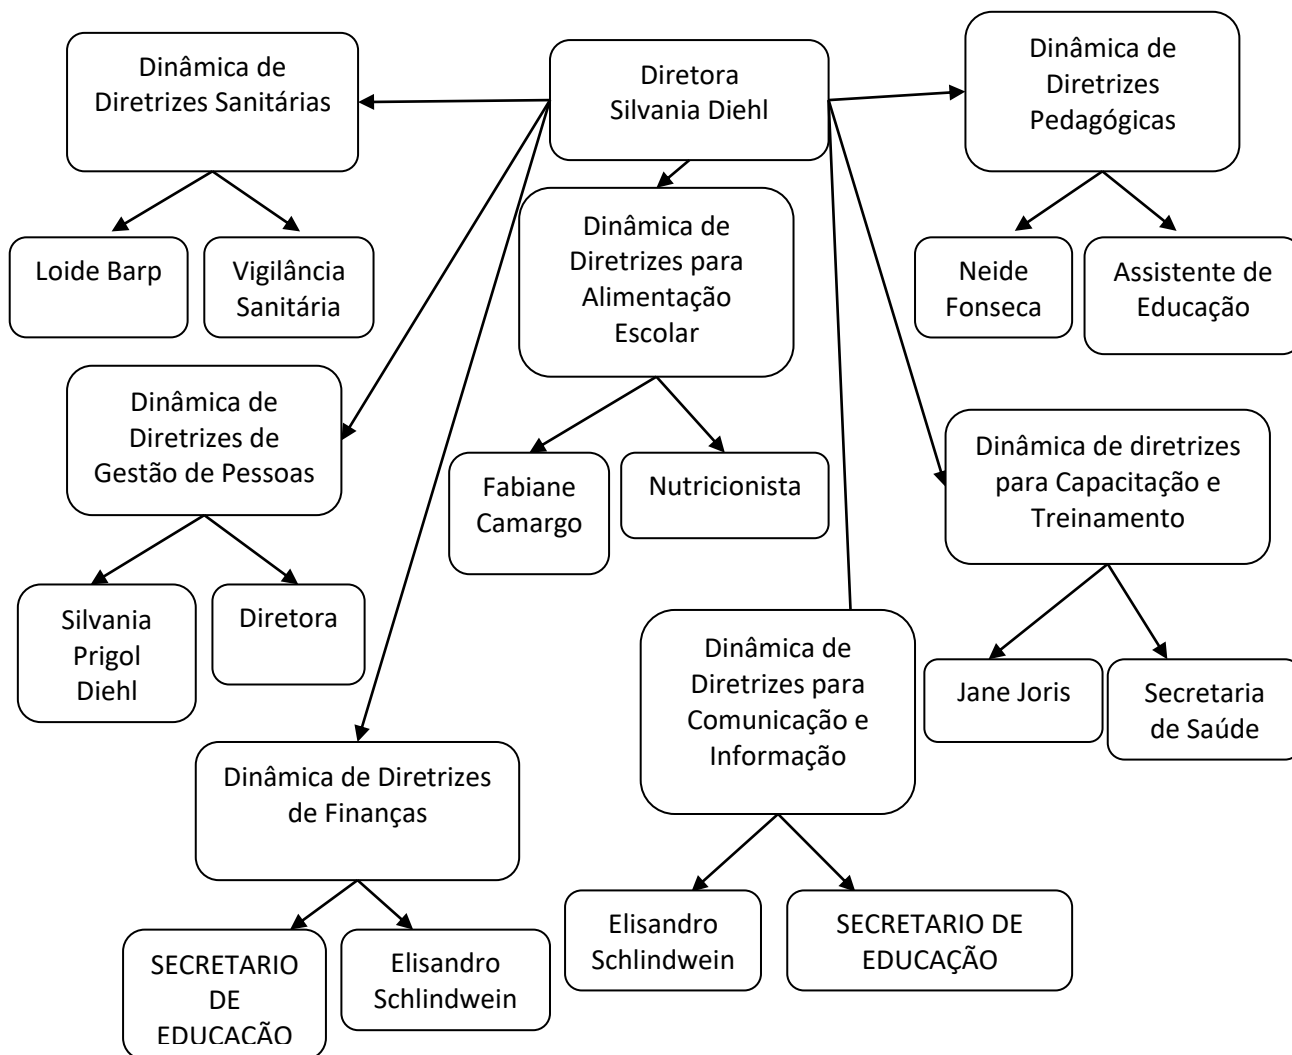 Dinâmica de
Diretrizes Sanitárias
Diretora
Silvania Diehl
Dinâmica de
Diretrizes
Pedagógicas
Loide Barp
Vigilância
Sanitária
Dinâmica de
Diretrizes para
Alimentação
Escolar
Neide
Fonseca
Assistente de
Educação
Dinâmica de
Diretrizes de
Gestão de Pessoas
Fabiane
Camargo
Nutricionista
Dinâmica de diretrizes
para Capacitação e
Treinamento
Silvania
Prigol
Diehl
Diretora
Dinâmica de
Diretrizes para
Comunicação e
Informação
Jane Joris
Secretaria
de Saúde
Dinâmica de Diretrizes
de Finanças
SECRETARIO
DE
EDUCAÇÃO
Elisandro
Schlindwein
Elisandro
Schlindwein
SECRETARIO DE
EDUCAÇÃO